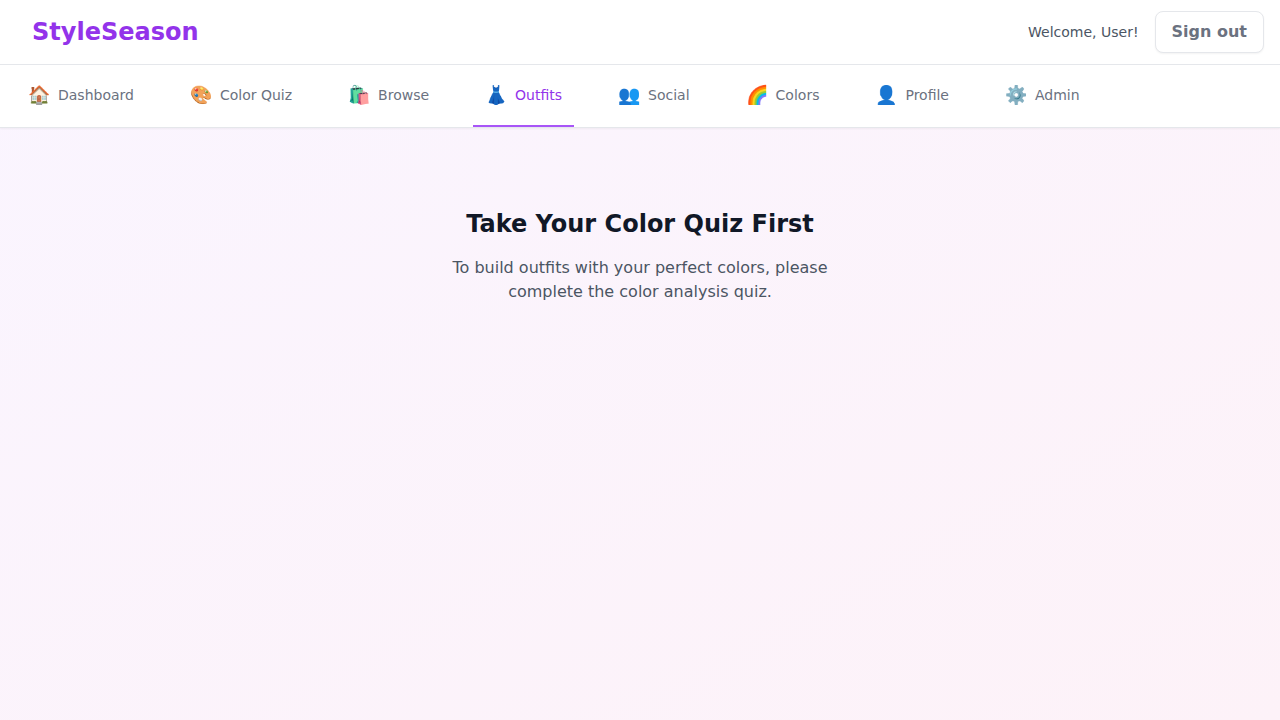 StyleSeason
Welcome, User!
Sign out
Dashboard
Color Quiz
Browse
Outfits
Social
Colors
Profile
Admin
Take Your Color Quiz First
To build outfits with your perfect colors, please
complete the color analysis quiz.